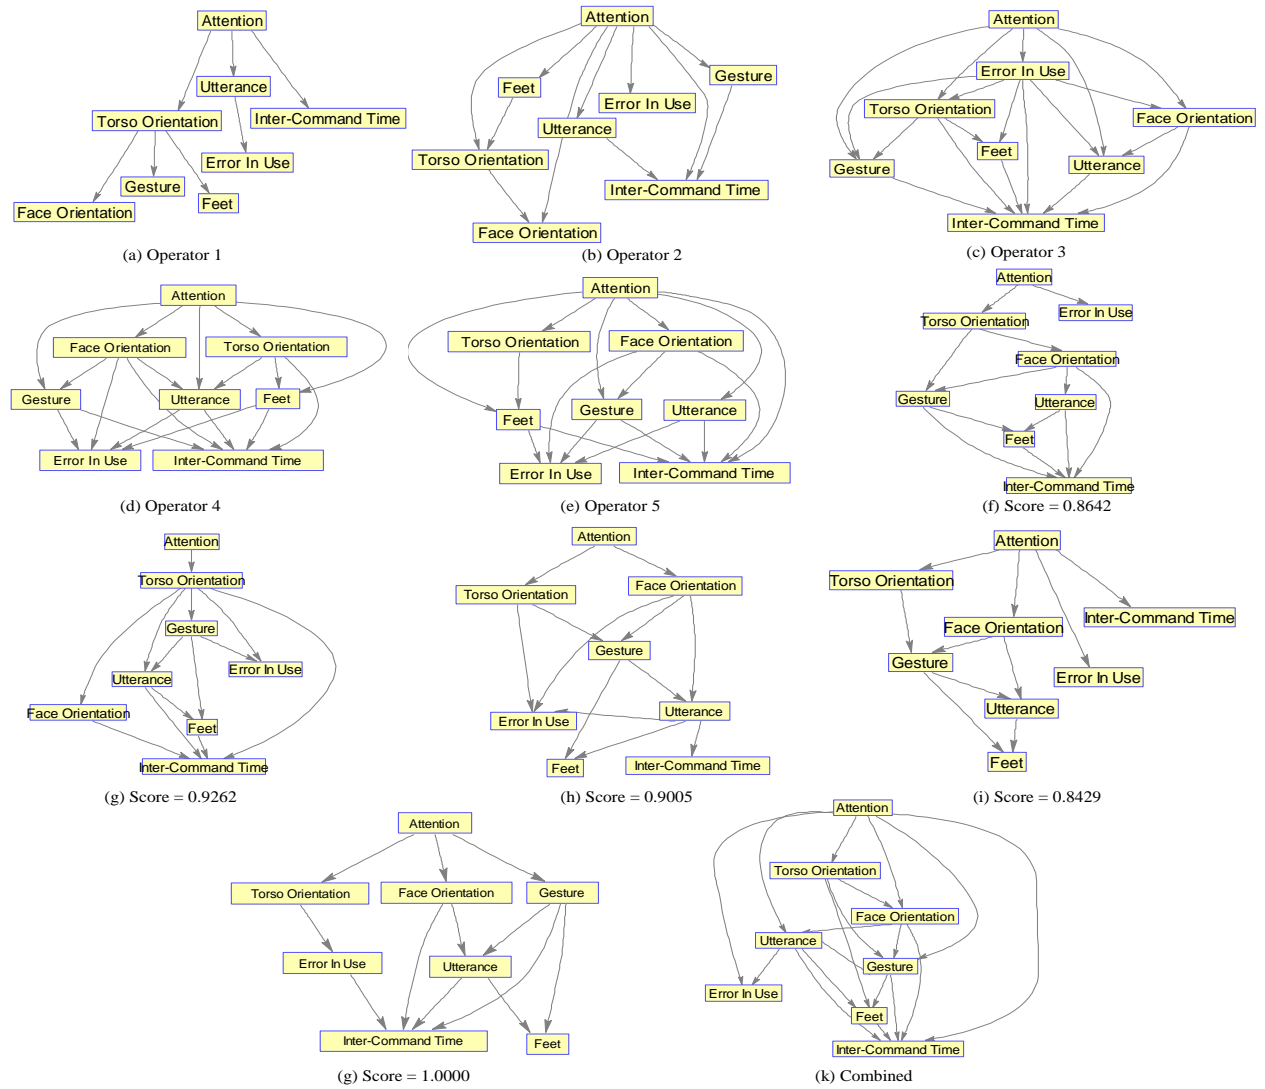 Attention
Utterance
Torso Orientation
Inter-Command Time
Error In Use
Gesture
Face Orientation
Feet
(a) Operator 1
Attention
Gesture
Feet
Error In Use
Utterance
Torso Orientation
Inter-Command Time
Face Orientation
(b) Operator 2
Attention
Error In Use
Torso Orientation
Face Orientation
Feet
Gesture
Utterance
Inter-Command Time
(c) Operator 3
Attention
Face Orientation
Torso Orientation
Gesture
Utterance
Feet
Error In Use
Inter-Command Time
(d) Operator 4
Attention
Torso Orientation
Face Orientation
Gesture
Utterance
Feet
Error In Use
Inter-Command Time
(e) Operator 5
Attention
Error In Use
Torso Orientation
Face Orientation
Gesture
Utterance
Feet
Inter-Command Time
(f) Score = 0.8642
Attention
Torso Orientation
Gesture
Error In Use
Utterance
Face Orientation
Feet
Inter-Command Time
(g) Score = 0.9262
Attention
Face Orientation
Torso Orientation
Gesture
Utterance
Error In Use
Feet
Inter-Command Time
(h) Score = 0.9005
Attention
Torso Orientation
Inter-Command Time
Face Orientation
Gesture
Error In Use
Utterance
Feet
(i) Score = 0.8429
Attention
Torso Orientation
Face Orientation
Gesture
Error In Use
Utterance
Inter-Command Time
Feet
(g) Score = 1.0000
Attention
Torso Orientation
Face Orientation
Utterance
Gesture
Error In Use
Feet
Inter-Command Time
(k) Combined